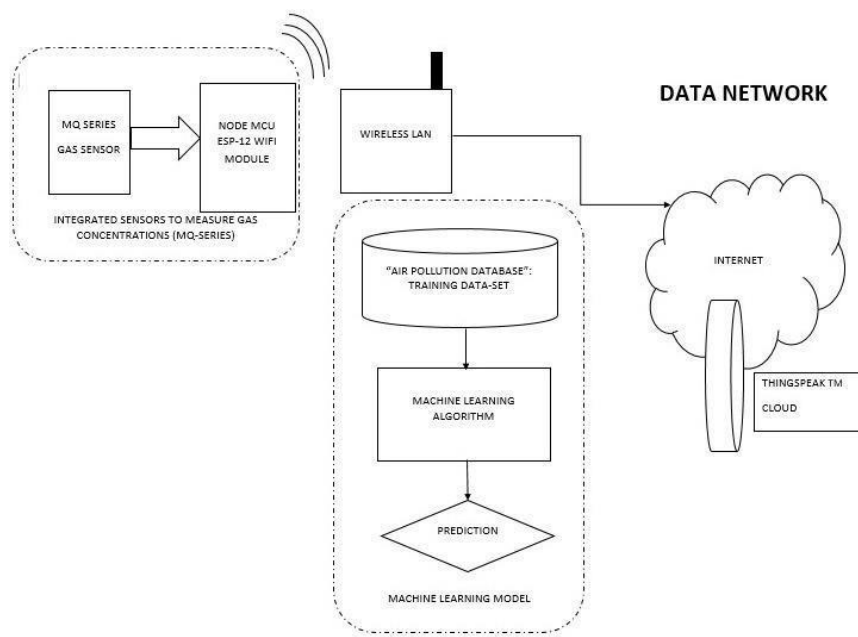 DATA NETWORK
MQ SERIES
GAS SENSOR
NODE MCU
ESP-12 WIFI
MODULE
INTEGRATED SENSORS TO MEASURE GAS
CONCENTRATIONS (MQ-SERIES)
WIRELESS LAN
INTERNET
THINGSPEAK TM
CLOUD
“AIR POLLUTION DATABASE”:
TRAINING DATA-SET
MACHINE LEARNING
ALGORITHM
PREDICTION
MACHINE LEARNING MODEL